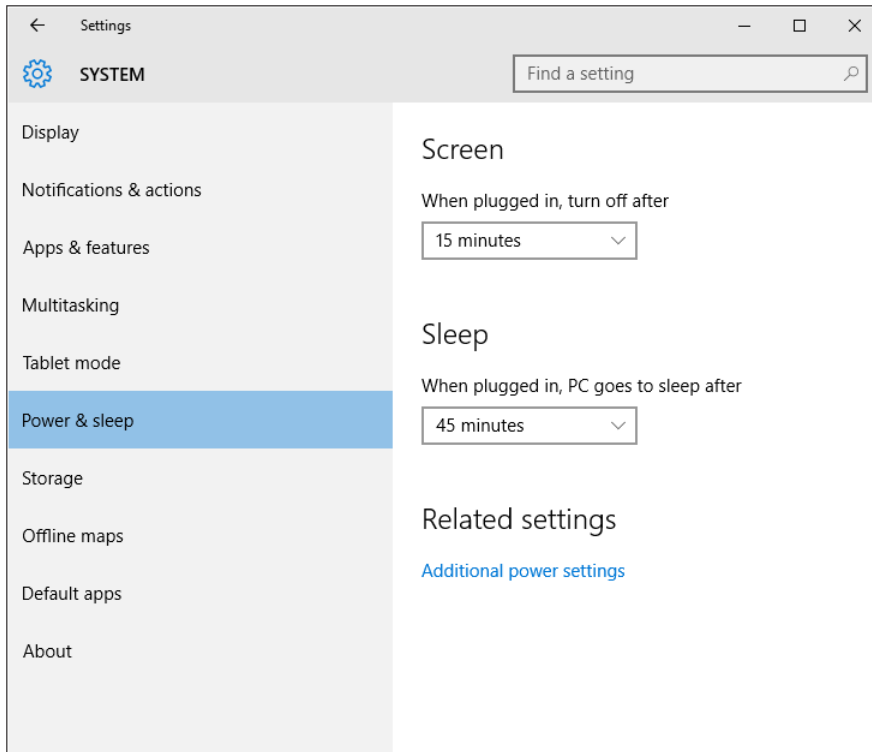 Settings
SYSTEM
Find a setting
Display
Notifications & actions
Apps & features
Multitasking
Tablet mode
Power & sleep
Storage
Offline maps
Default apps
About
Screen
When plugged in, turn off after
15 minutes
Sleep
When plugged in, PC goes to sleep after
45 minutes
Related settings
Additional power settings